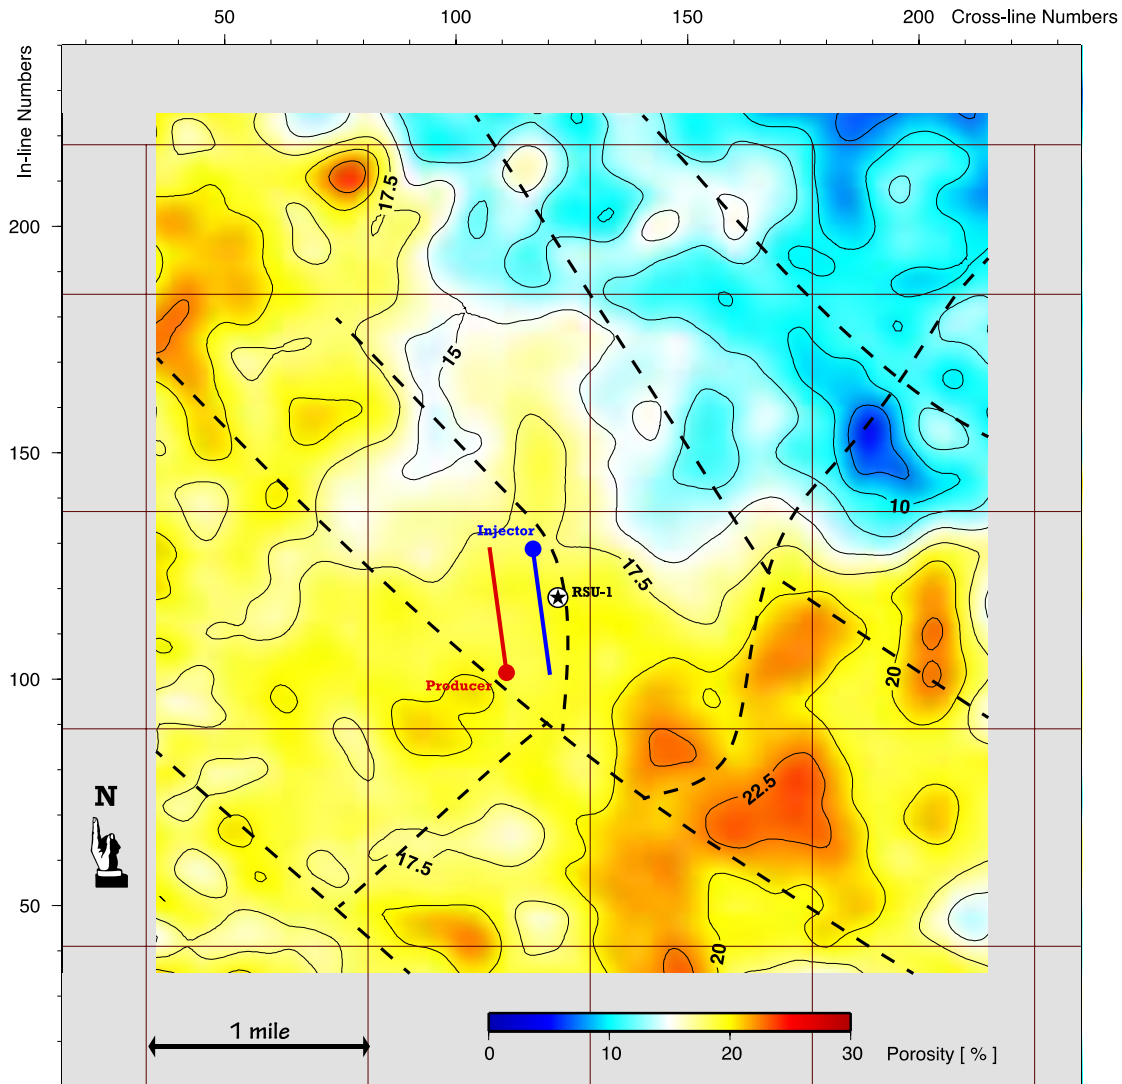 50 100 150 200 Cross-line Numbers
In-line Numbers
17.5
200
15
150
10
Injector
17.5
RSU-1
100
Producer
20
22.5
N
17.5
50
20
1 mile
0 10 20 30 Porosity [ % ]